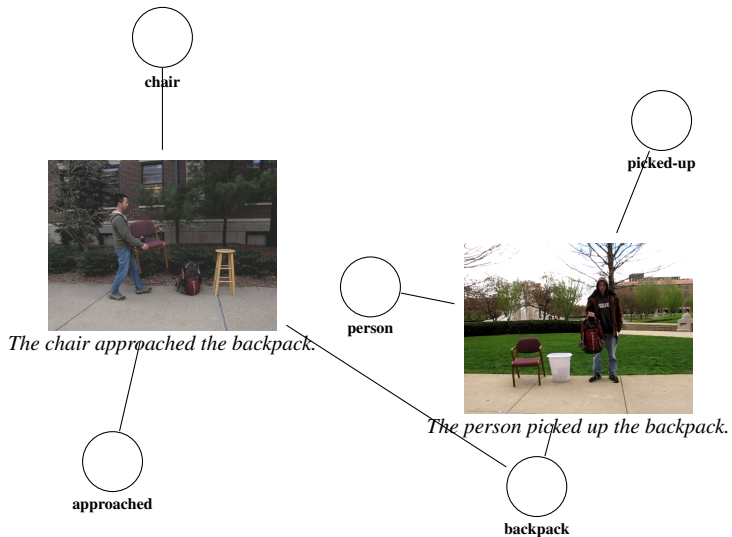 chair
picked-up
The chair approached the backpack.
person
The person picked up the backpack.
approached
backpack